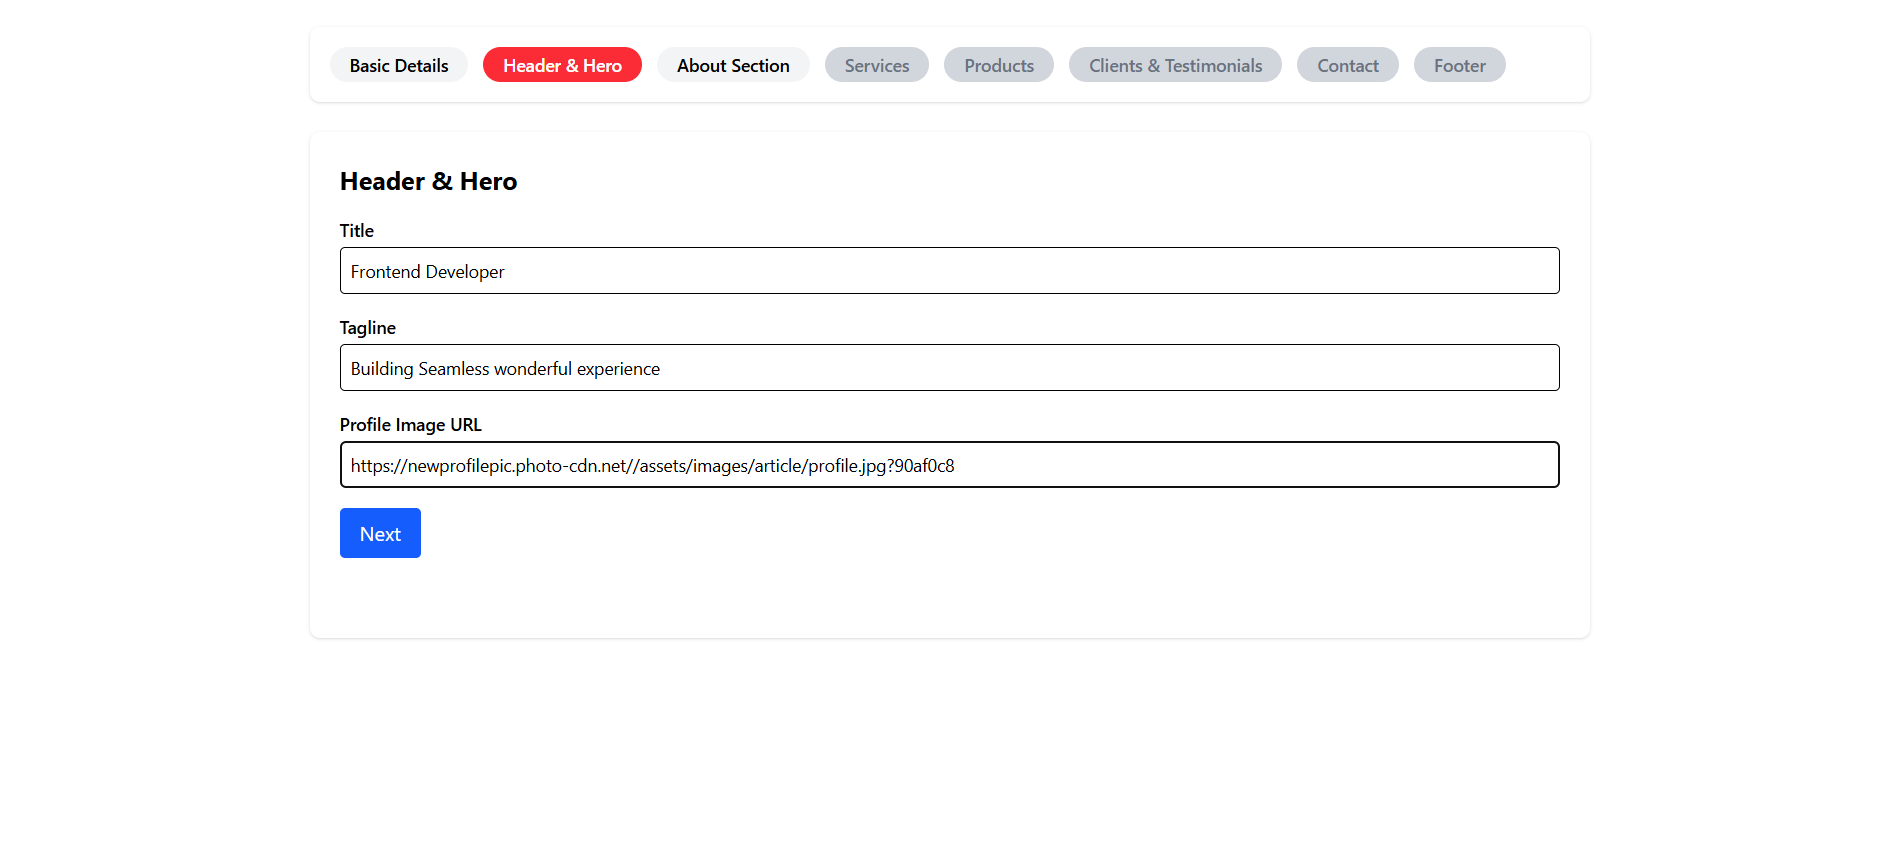 Basic Details Header & Hero About Section Services Products Clients & Testimonials Contact Footer
Header & Hero
Title
Frontend Developer
Tagline
Building Seamless wonderful experience
Profile Image URL
https://newprofilepic.photo-cdn.net//assets/images/article/profile.jpg?90af0c8
Next